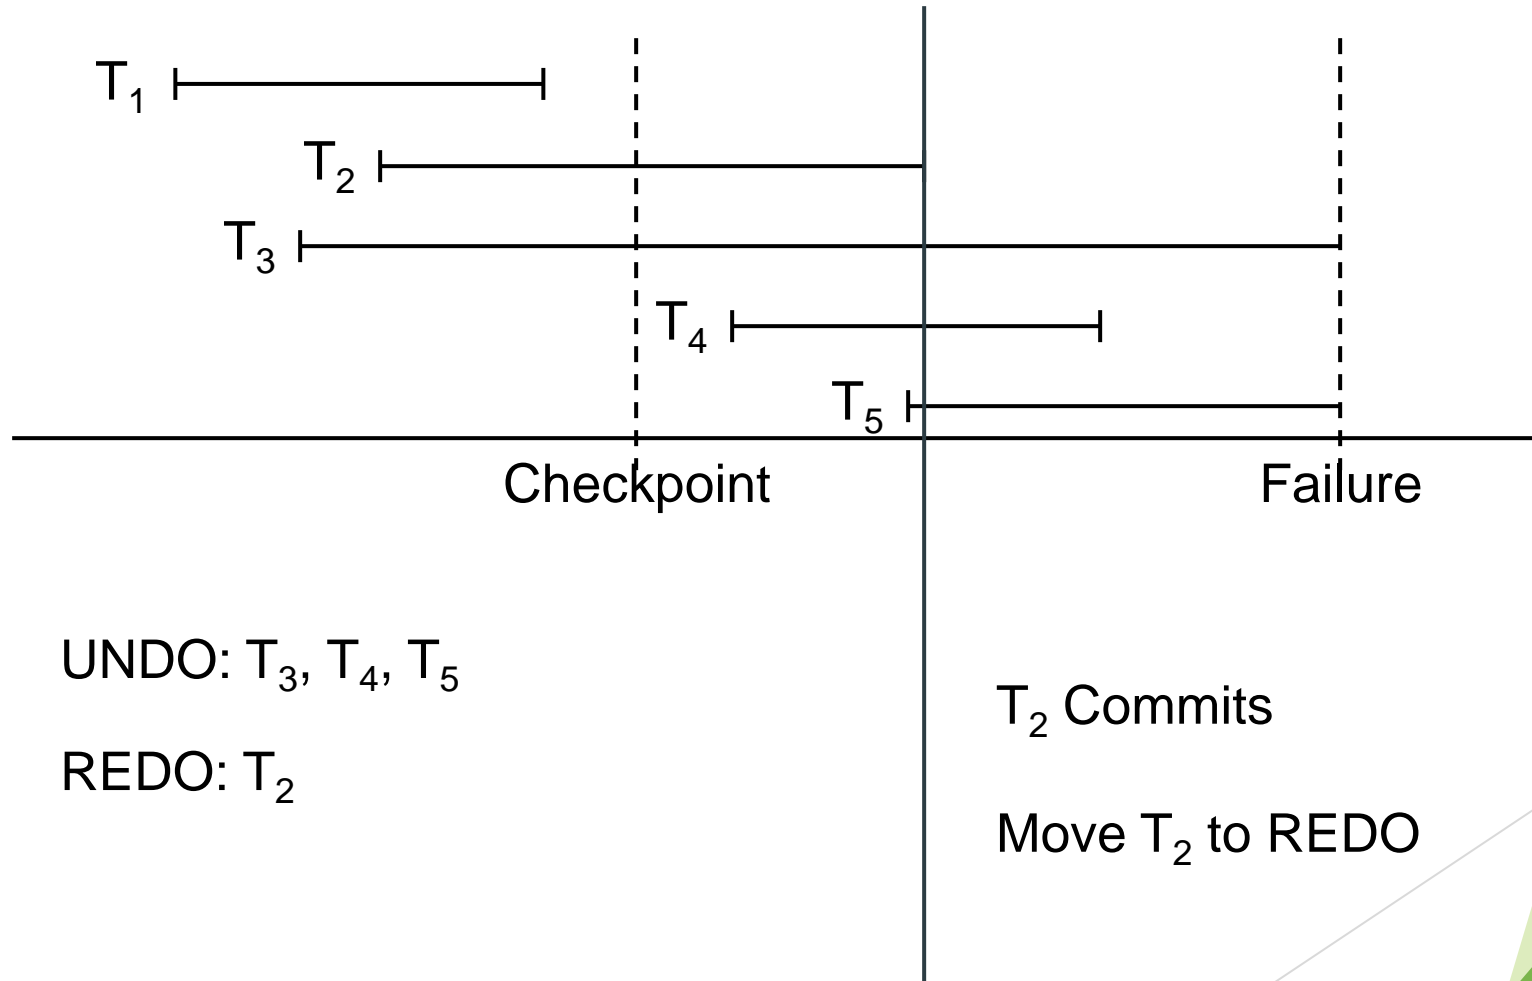 T₁
T₂
T₃
T₄
T₅
Checkpoint
Failure
UNDO: T₃, T₄, T₅
REDO: T₂
T₂ Commits
Move T₂ to REDO